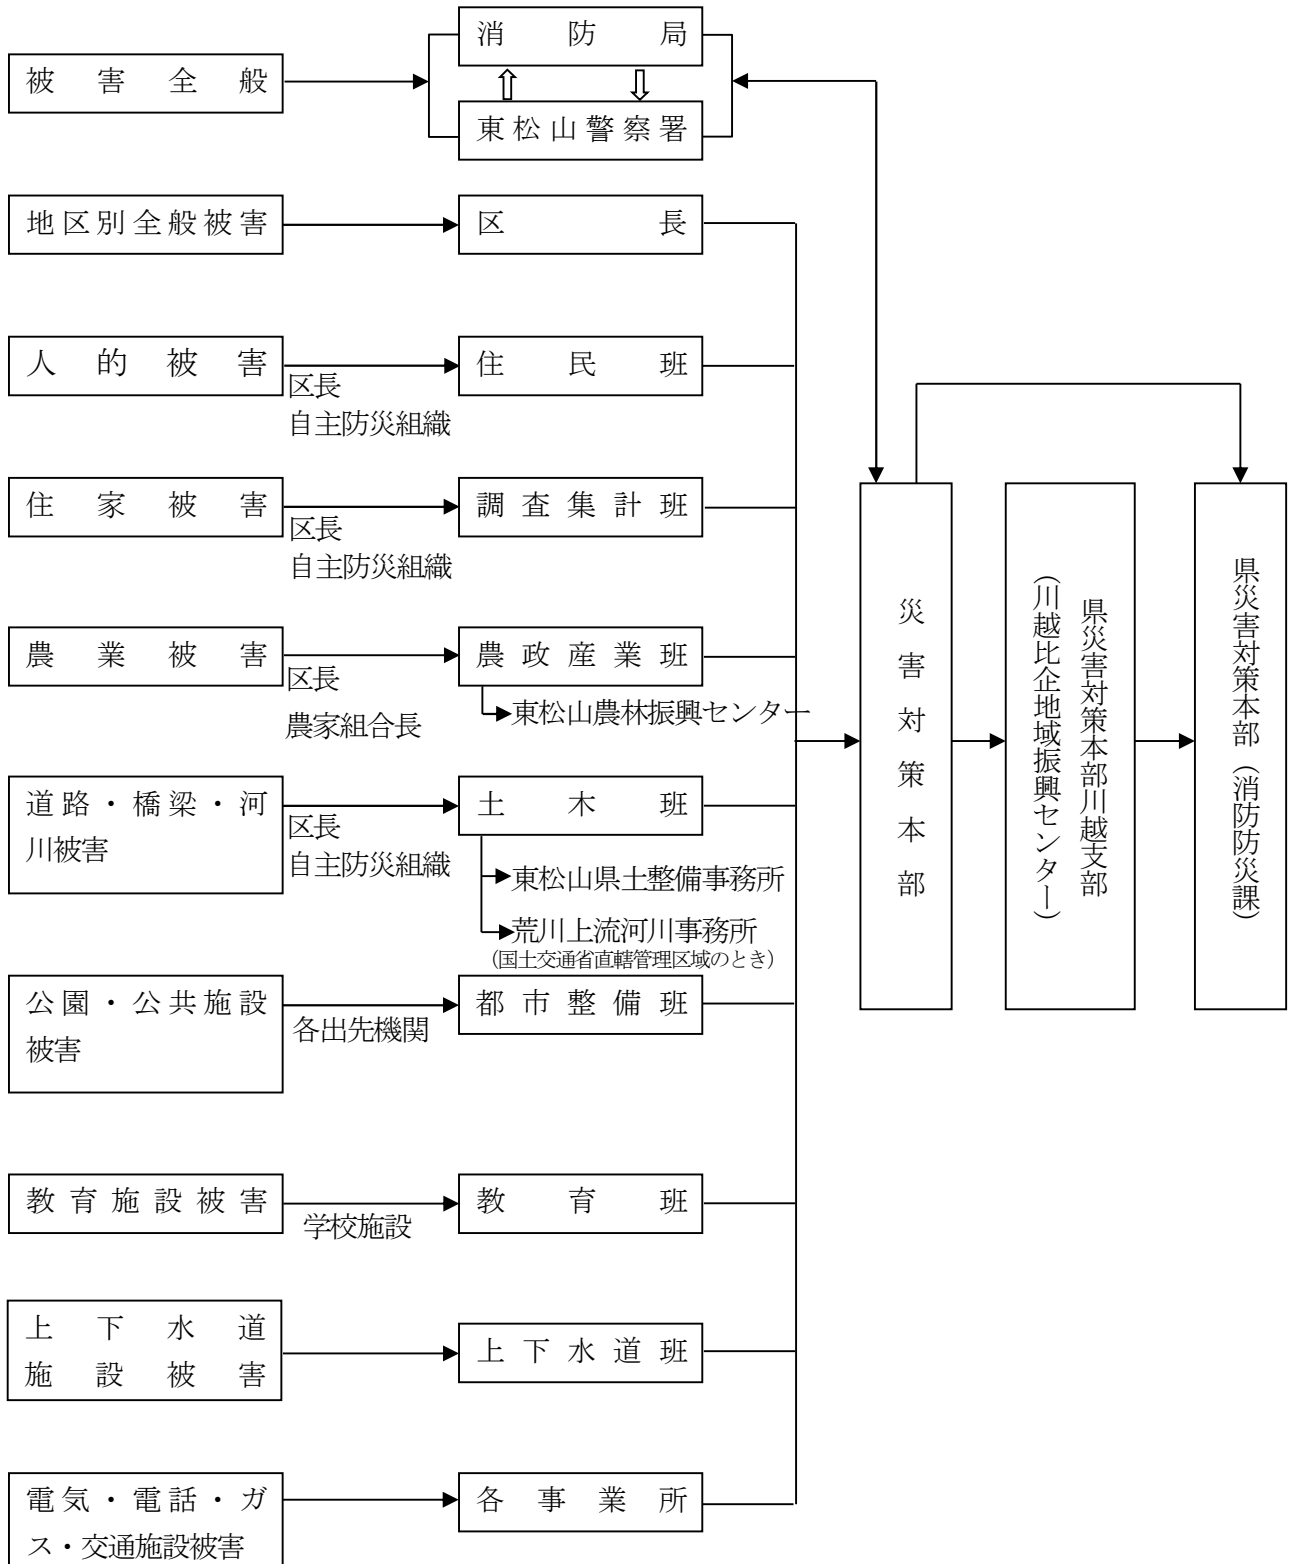 消防局
被害全般
東松山警察署
地区別全般被害
区長
人的被害
区長
自主防災組織
住民班
住家被害
区長
自主防災組織
調査集計班
農業被害
区長
農家組合長
農政産業班
東松山農林振興センター
道路・橋梁・河
川被害
区長
自主防災組織
土木班
東松山県土整備事務所
荒川上流河川事務所
(国土交通省直轄管理区域のとき)
公園・公共施設
被害
各出先機関
都市整備班
教育施設被害
学校施設
教育班
上下水道
施設被害
上下水道班
電気・電話・ガ
ス・交通施設被害
各事業所
災害対策本部
県災害対策本部川越支部
(川越比企地域振興センター)
県災害対策本部(消防防災課)